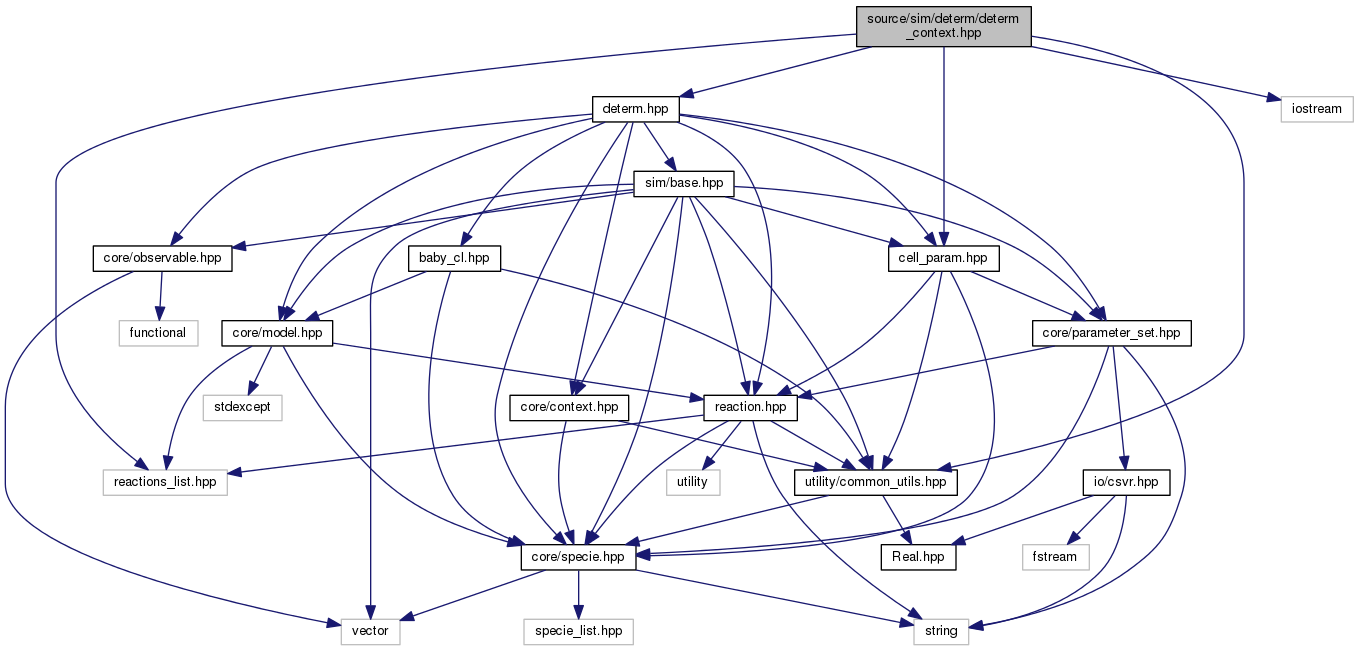 source/sim/determ/determ
_context.hpp
determ.hpp
iostream
sim/base.hpp
core/observable.hpp
baby_cl.hpp
cell_param.hpp
functional
core/model.hpp
core/parameter_set.hpp
stdexcept
core/context.hpp
reaction.hpp
reactions_list.hpp
utility
utility/common_utils.hpp
io/csvr.hpp
core/specie.hpp
Real.hpp
fstream
vector
specie_list.hpp
string